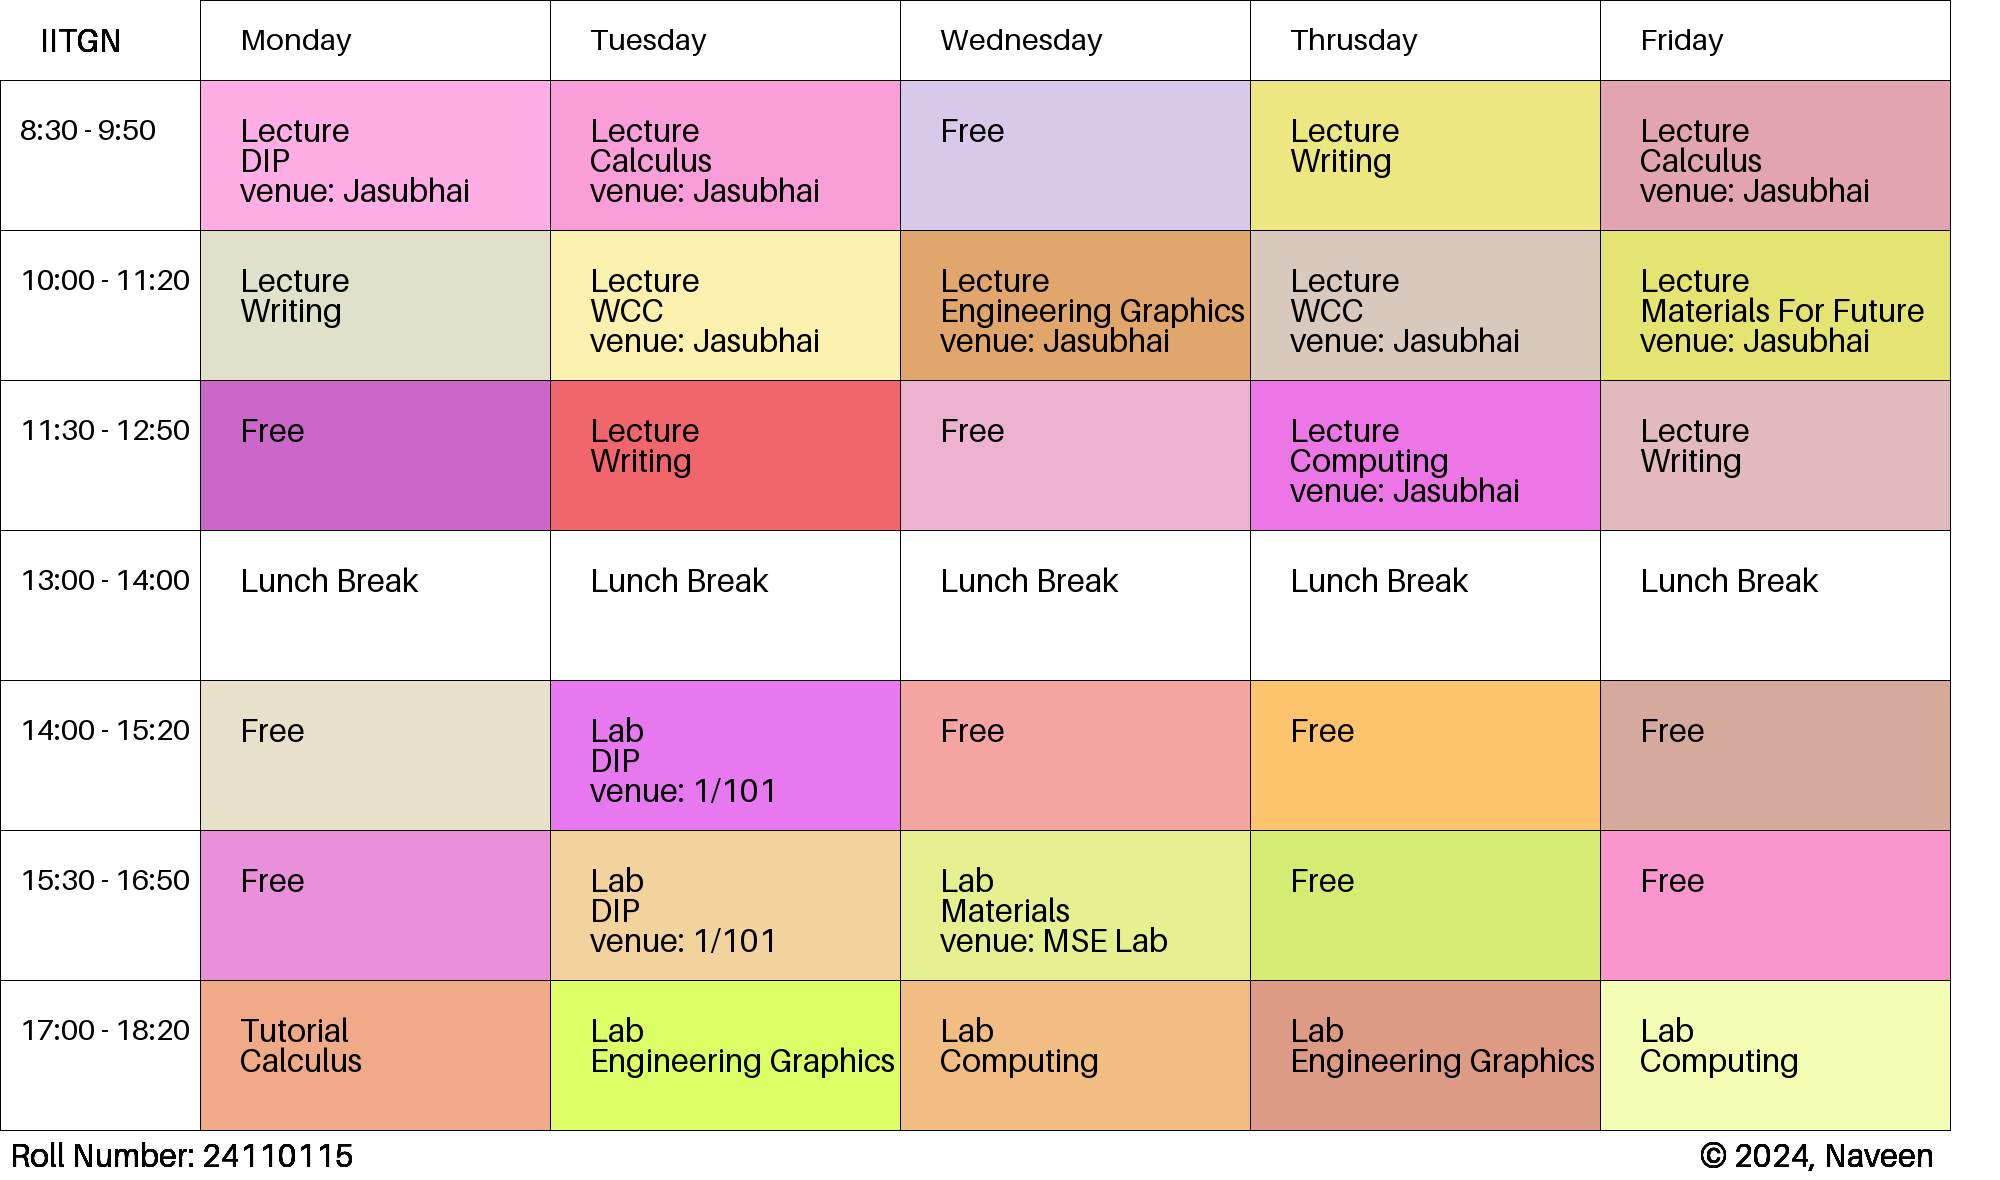 IITGN
Monday
Tuesday
Wednesday
Thrusday
Friday
8:30 - 9:50
Lecture
DIP
venue: Jasubhai
Lecture
Calculus
venue: Jasubhai
Free
Lecture
Writing
Lecture
Calculus
venue: Jasubhai
10:00 - 11:20
Lecture
Writing
Lecture
WCC
venue: Jasubhai
Lecture
Engineering Graphics
venue: Jasubhai
Lecture
WCC
venue: Jasubhai
Lecture
Materials For Future
venue: Jasubhai
11:30 - 12:50
Free
Lecture
Writing
Free
Lecture
Computing
venue: Jasubhai
Lecture
Writing
13:00 - 14:00
Lunch Break
Lunch Break
Lunch Break
Lunch Break
Lunch Break
14:00 - 15:20
Free
Lab
DIP
venue: 1/101
Free
Free
Free
15:30 - 16:50
Free
Lab
DIP
venue: 1/101
Lab
Materials
venue: MSE Lab
Free
Free
17:00 - 18:20
Tutorial
Calculus
Lab
Engineering Graphics
Lab
Computing
Lab
Engineering Graphics
Lab
Computing
Roll Number: 24110115
© 2024, Naveen